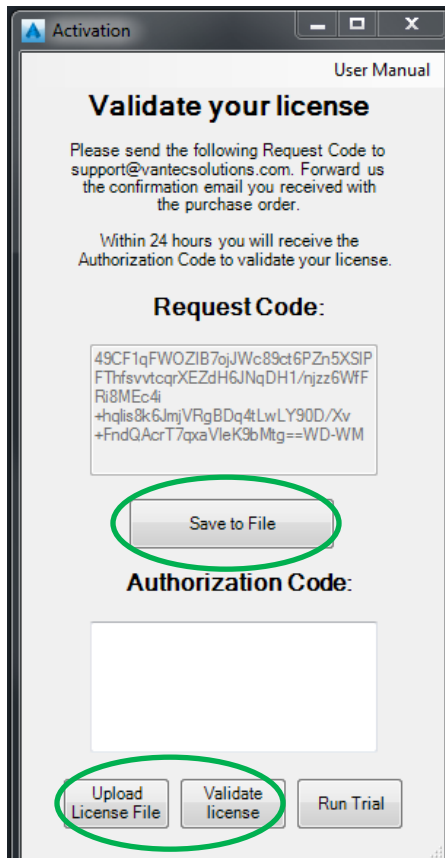 Activation
User Manual
Validate your license
Please send the following Request Code to
support@vantecsolutions.com. Forward us
the confirmation email you received with
the purchase order.
Within 24 hours you will receive the
Authorization Code to validate your license.
Request Code:
49CF1qFWOZIB7ojJWc89ct6PZn5XSIP
FThfsvvtcqrXEZdH6JNqDH1/njzz6WfF
Ri8MEc4i
+hqlis8k6JmjVRgBDq4tLwLY90D/Xv
+FndQAcrT7qxaVleK9bMtg==WD-WM
Save to File
Authorization Code:
Upload
License File
Validate
license
Run Trial